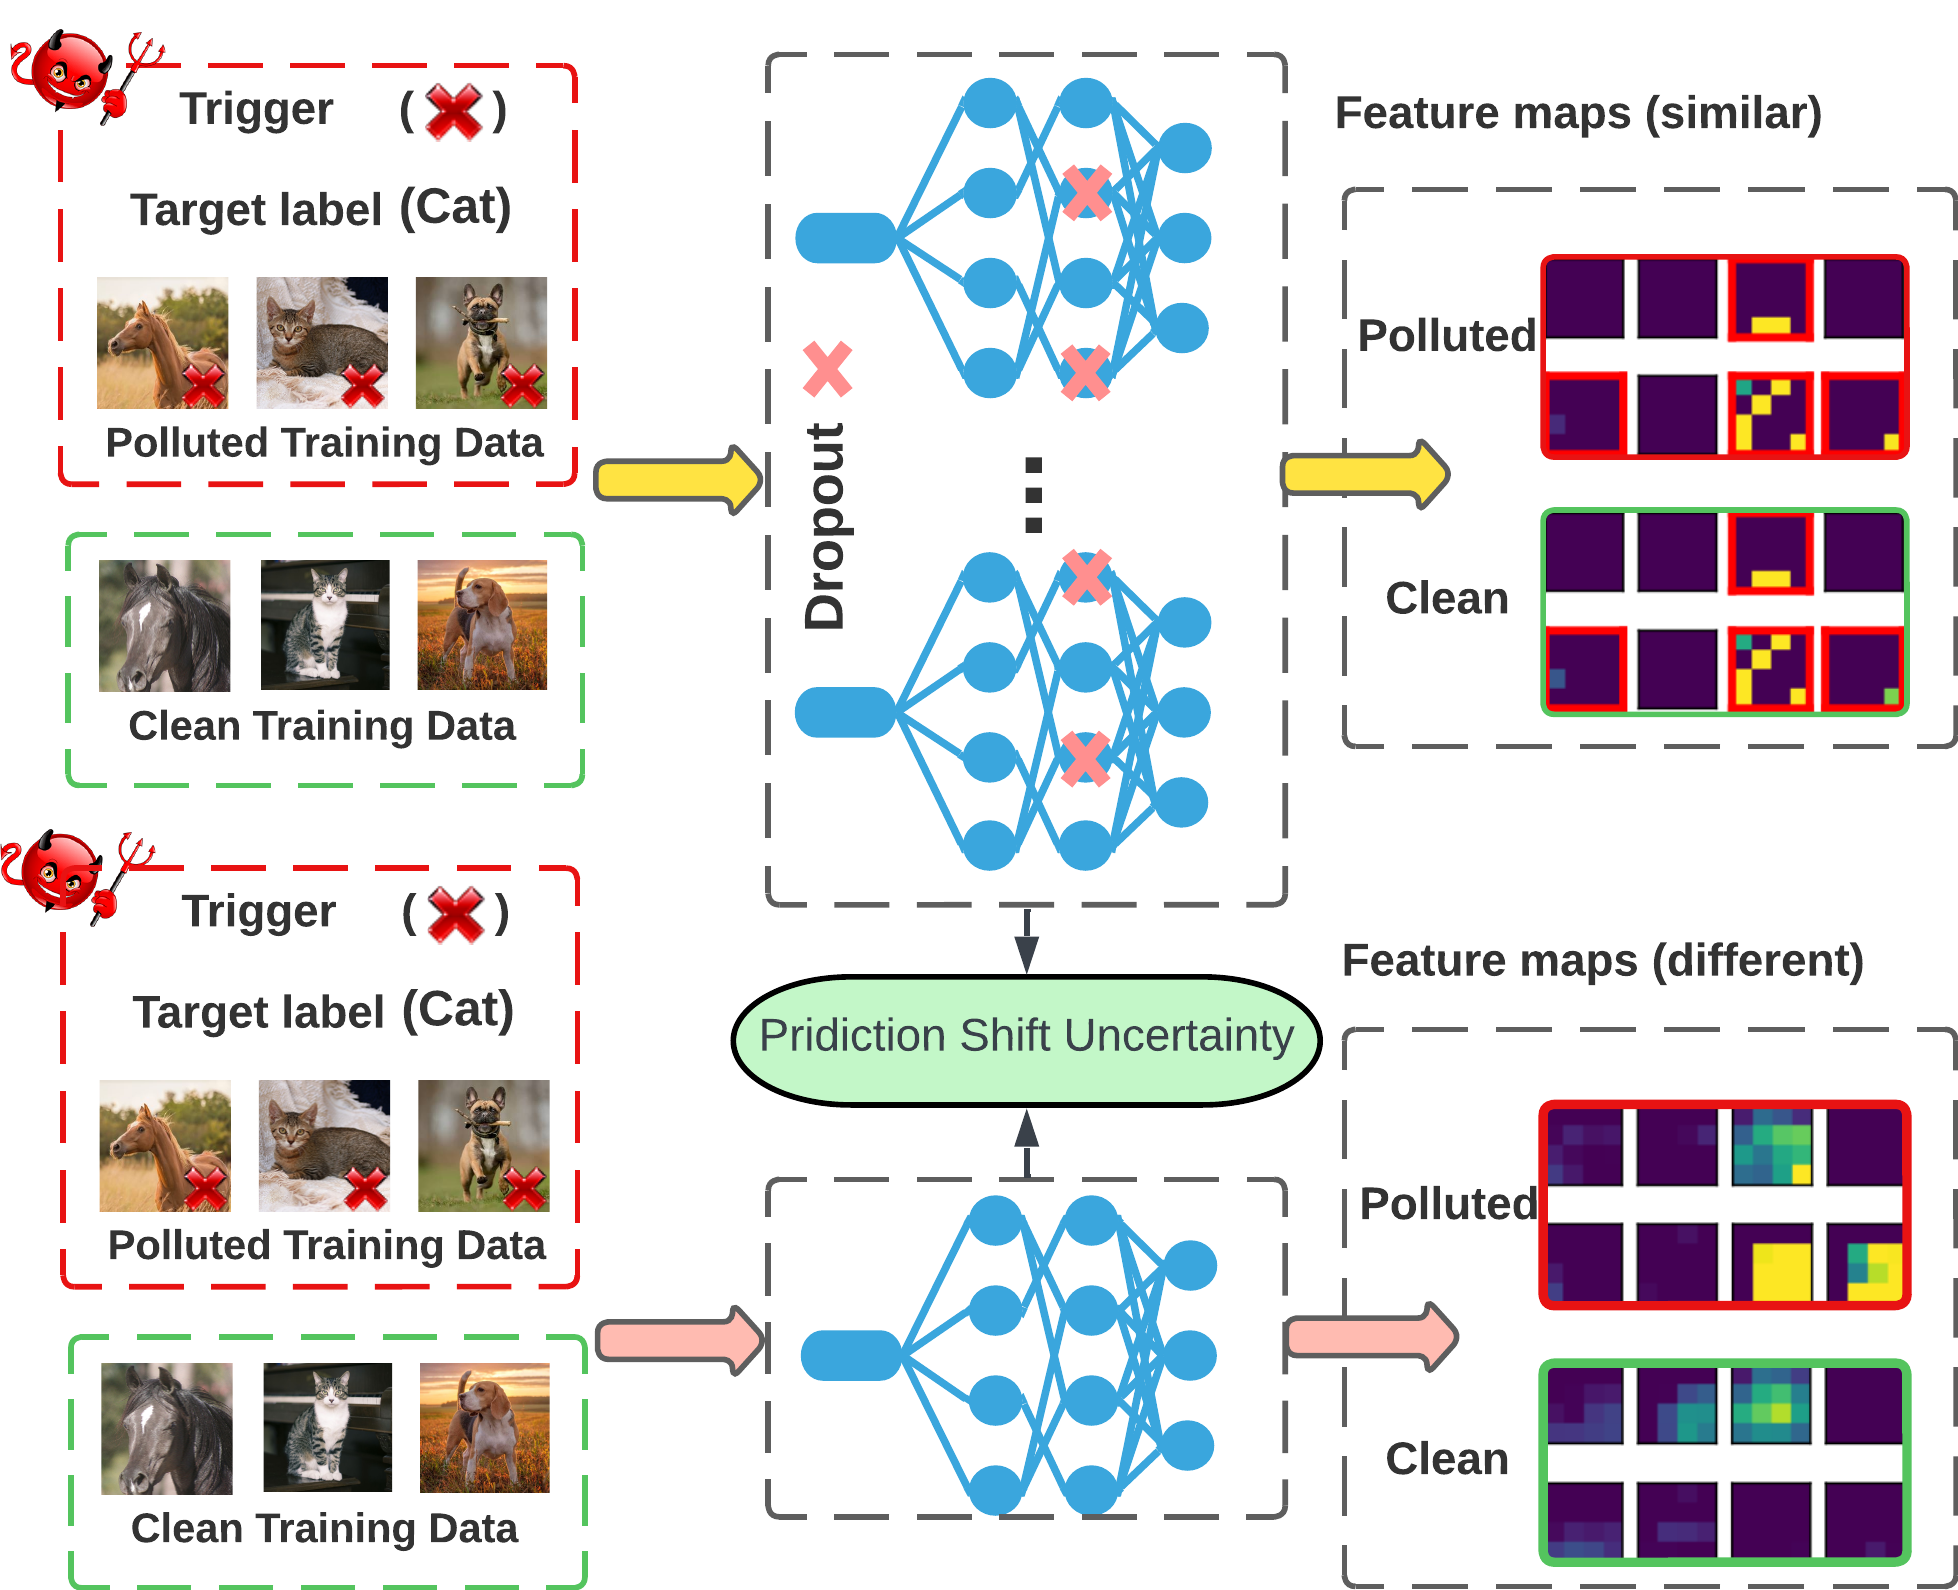 Trigger ( )
Target label (Cat)
Polluted Training Data
Clean Training Data
Dropout
Feature maps (similar)
Polluted
Clean
Trigger ( )
Target label (Cat)
Polluted Training Data
Clean Training Data
Pridiction Shift Uncertainty
Feature maps (different)
Polluted
Clean